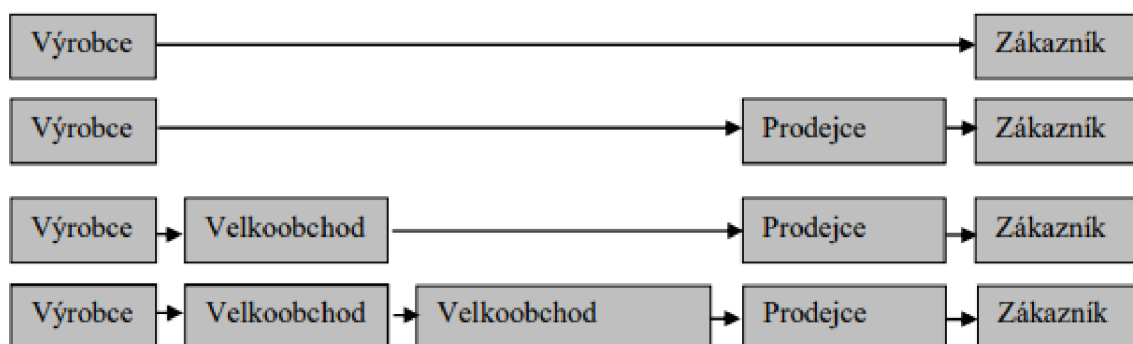 Výrobce Zákazník
Výrobce Prodejce Zákazník
Výrobce Velkoobchod Prodejce Zákazník
Výrobce Velkoobchod Velkoobchod Prodejce Zákazník